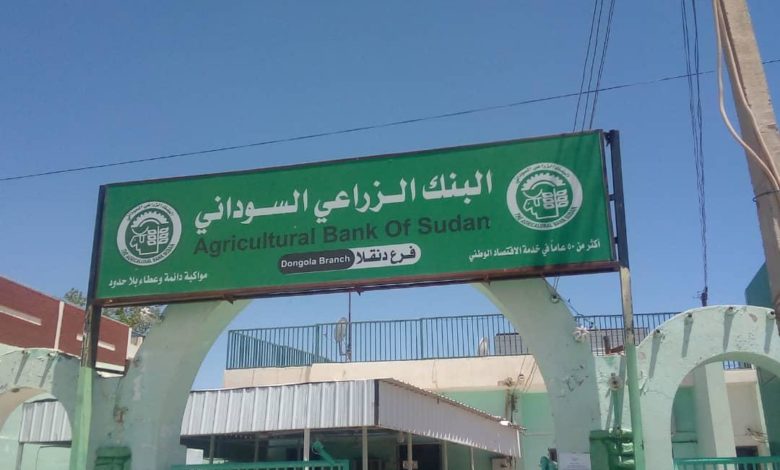 البنك الزراعي السوداني
Agricultural Bank Of Sudan
فرع دنقلا Dongola Branch
أكثر من ٥٠ عاماً في خدمة الاقتصاد الوطني
مواكبة دائمة وعطاء بلا حدود